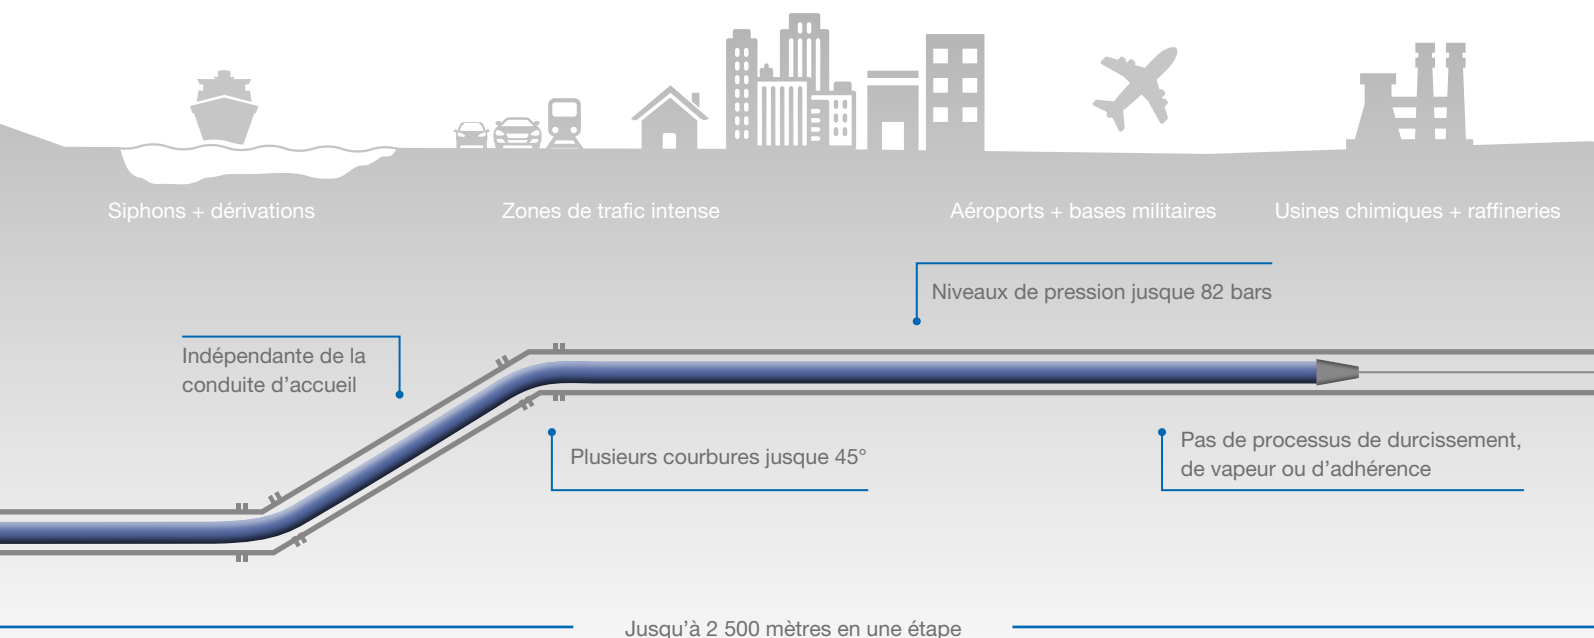 Siphons + dérivations
Zones de trafic intense
Aéroports + bases militaires
Usines chimiques + raffineries
Niveaux de pression jusque 82 bars
Indépendante de la
conduite d’accueil
Plusieurs courbures jusque 45°
Pas de processus de durcissement,
de vapeur ou d’adhérence
Jusqu’à 2 500 mètres en une étape